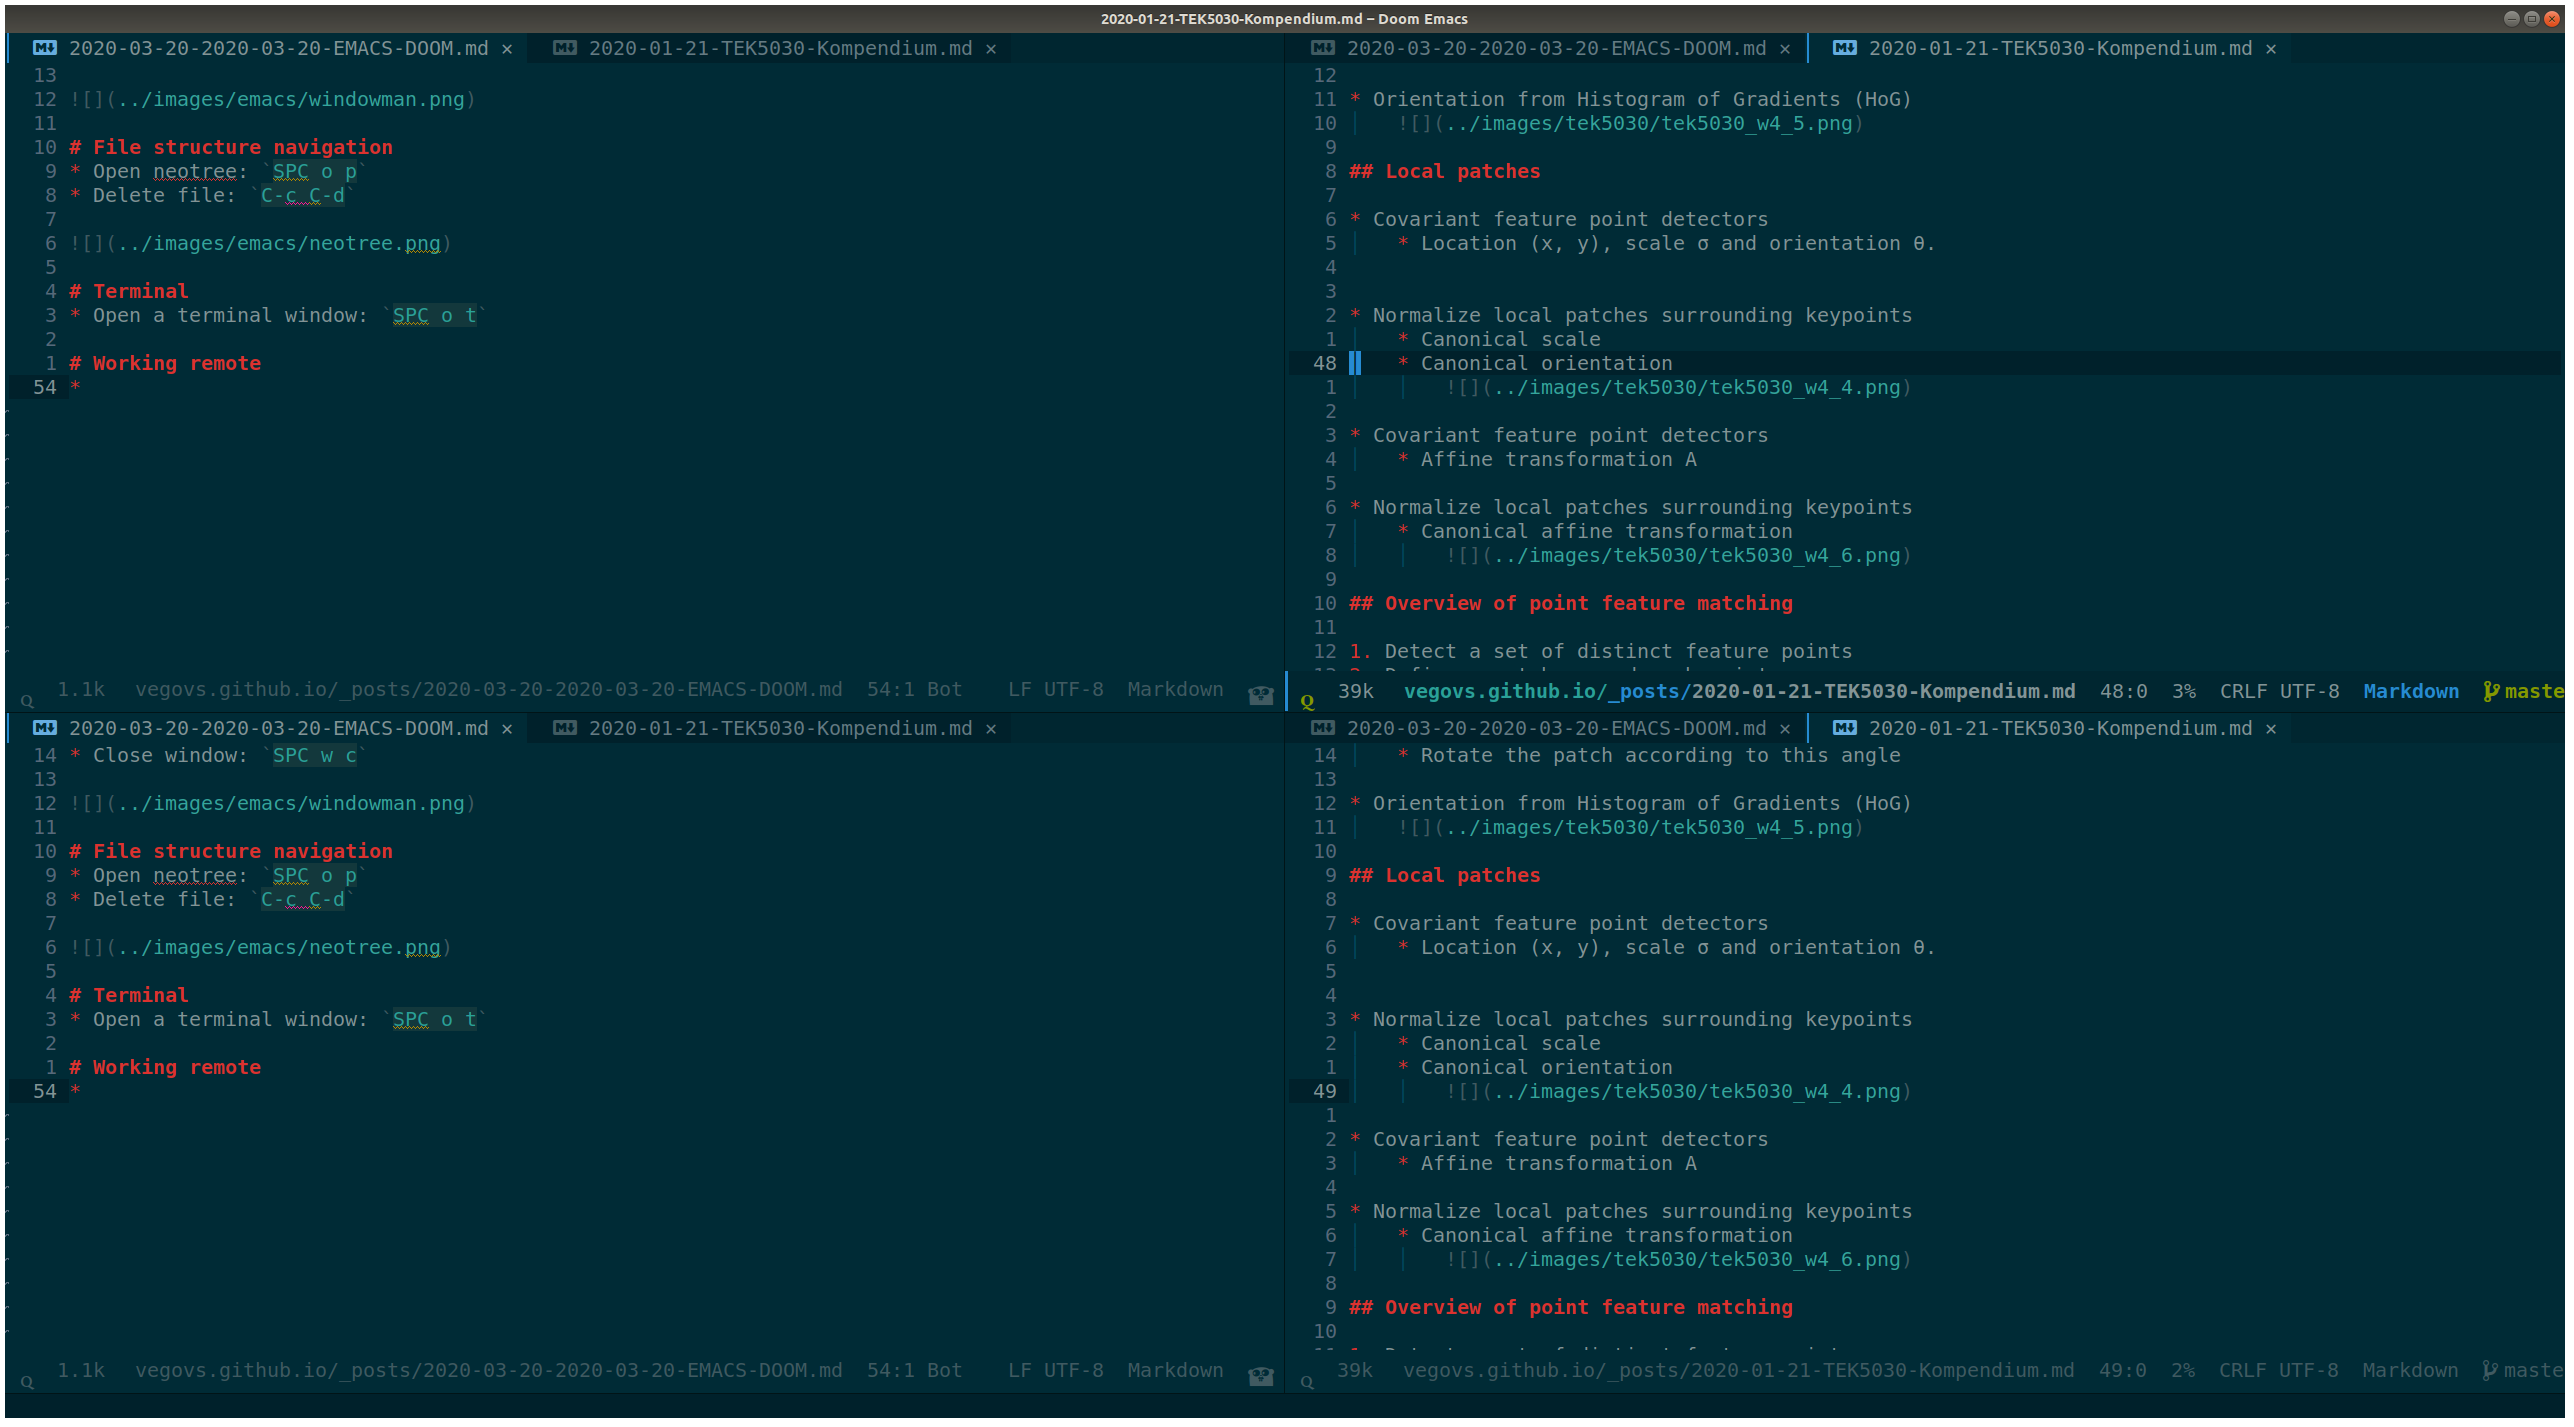 2020-01-21-TEK5030-Kompendium.md – Doom Emacs
2020-03-20-2020-03-20-EMACS-DOOM.md × 2020-01-21-TEK5030-Kompendium.md ×
13
12 ![](../images/emacs/windowman.png)
11
10 # File structure navigation
9 * Open neotree: `SPC o p`
8 * Delete file: `C-c C-d`
7
6 ![](../images/emacs/neotree.png)
5
4 # Terminal
3 * Open a terminal window: `SPC o t`
2
1 # Working remote
54 *
1.1k vegovs.github.io/_posts/2020-03-20-2020-03-20-EMACS-DOOM.md 54:1 Bot LF UTF-8 Markdown
2020-03-20-2020-03-20-EMACS-DOOM.md × 2020-01-21-TEK5030-Kompendium.md ×
12
11 * Orientation from Histogram of Gradients (HoG)
10 ![](../images/tek5030/tek5030_w4_5.png)
9
8 ## Local patches
7
6 * Covariant feature point detectors
5 * Location (x, y), scale σ and orientation θ.
4
3
2 * Normalize local patches surrounding keypoints
1 * Canonical scale
48 * Canonical orientation
1 ![](../images/tek5030/tek5030_w4_4.png)
2
3 * Covariant feature point detectors
4 * Affine transformation A
5
6 * Normalize local patches surrounding keypoints
7 * Canonical affine transformation
8 ![](../images/tek5030/tek5030_w4_6.png)
9
10 ## Overview of point feature matching
11
12 1. Detect a set of distinct feature points
39k vegovs.github.io/_posts/2020-01-21-TEK5030-Kompendium.md 48:0 3% CRLF UTF-8 Markdown maste
2020-03-20-2020-03-20-EMACS-DOOM.md × 2020-01-21-TEK5030-Kompendium.md ×
14 * Close window: `SPC w c`
13
12 ![](../images/emacs/windowman.png)
11
10 # File structure navigation
9 * Open neotree: `SPC o p`
8 * Delete file: `C-c C-d`
7
6 ![](../images/emacs/neotree.png)
5
4 # Terminal
3 * Open a terminal window: `SPC o t`
2
1 # Working remote
54 *
1.1k vegovs.github.io/_posts/2020-03-20-2020-03-20-EMACS-DOOM.md 54:1 Bot LF UTF-8 Markdown
2020-03-20-2020-03-20-EMACS-DOOM.md × 2020-01-21-TEK5030-Kompendium.md ×
14 * Rotate the patch according to this angle
13
12 * Orientation from Histogram of Gradients (HoG)
11 ![](../images/tek5030/tek5030_w4_5.png)
10
9 ## Local patches
8
7 * Covariant feature point detectors
6 * Location (x, y), scale σ and orientation θ.
5
4
3 * Normalize local patches surrounding keypoints
2 * Canonical scale
1 * Canonical orientation
49 ![](../images/tek5030/tek5030_w4_4.png)
1
2 * Covariant feature point detectors
3 * Affine transformation A
4
5 * Normalize local patches surrounding keypoints
6 * Canonical affine transformation
7 ![](../images/tek5030/tek5030_w4_6.png)
8
9 ## Overview of point feature matching
10
39k vegovs.github.io/_posts/2020-01-21-TEK5030-Kompendium.md 49:0 2% CRLF UTF-8 Markdown maste